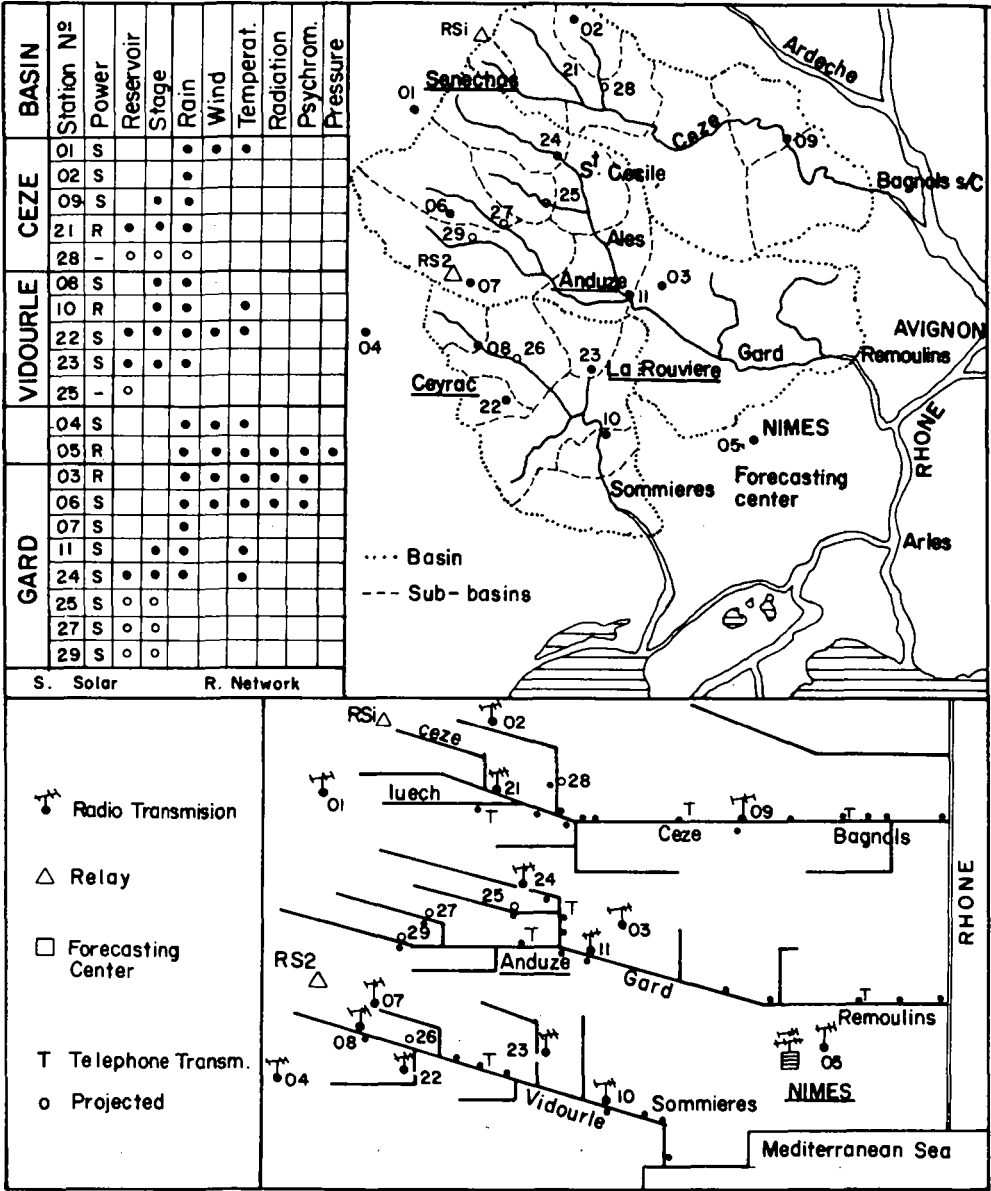 BASIN Station Nº Power Reservoir Stage Rain Wind Temperat. Radiation Psychrom. Pressure
CEZE
01 S ● ● ●
02 S ●
09 S ● ●
21 R ● ● ●
28 - ○ ○ ○
VIDOURLE
08 S ● ●
10 R ● ● ●
22 S ● ● ● ● ●
23 S ● ● ●
25 - ○
04 S ● ● ●
05 R ● ● ● ● ● ●
GARD
03 R ● ● ● ● ●
06 S ● ● ● ● ●
07 S ●
11 S ● ● ●
24 S ● ● ● ●
25 S ○ ○
27 S ○ ○
29 S ○ ○
S. Solar R. Network
RSi
02
Ardeche
21
28
Senechas
01
Ceze
09
24
St Cecile
Bagnols s/C
25
06
27
29
Ales
RS2
07
Anduze
03
11
04
08
26
23
La Rouviere
Gard
Remoulins
AVIGNON
Ceyrac
22
10
05
NIMES
RHONE
Forecasting
center
Sommieres
Arles
Basin
Sub-basins
Radio Transmision
Relay
Forecasting
Center
T Telephone Transm.
o Projected
RSi
ceze
02
01
21
28
luech
T
T
09
T
Ceze
Bagnols
RHONE
24
25
T
27
29
T
03
11
Anduze
Gard
RS2
T
Remoulins
07
08
26
T
23
05
04
22
NIMES
10
Vidourle
Sommieres
Mediterranean Sea